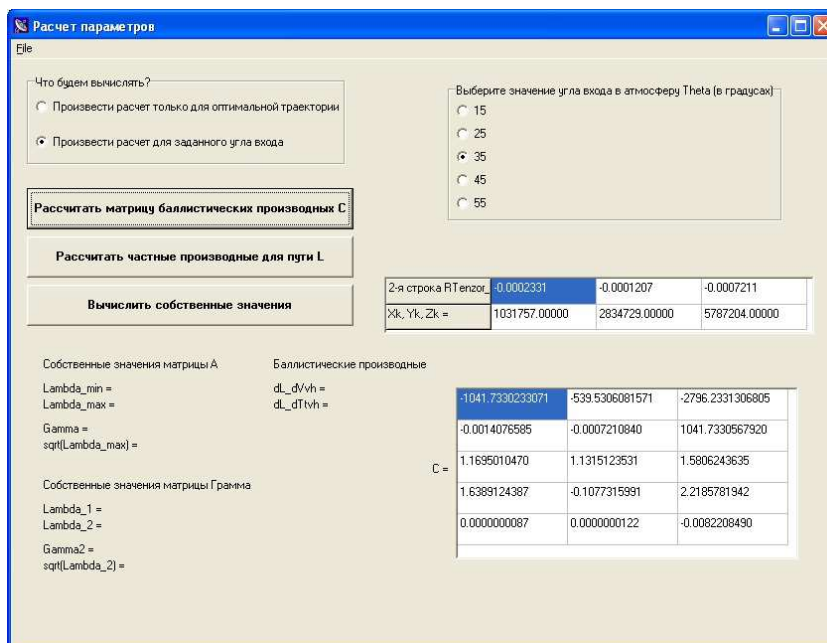 Расчет параметров
File
Что будем вычислять?
Произвести расчет только для оптимальной траектории
Произвести расчет для заданного угла входа
Выберите значение угла входа в атмосферу Theta (в градусах)
15
25
35
45
55
Рассчитать матрицу баллистических производных C
Рассчитать частные производные для пути L
Вычислить собственные значения
2-я строка RTenzor_ -0.0002331 -0.0001207 -0.0007211
Xk, Yk, Zk = 1031757.00000 2834729.00000 5787204.00000
Собственные значения матрицы A
Lambda_min =
Lambda_max =
Gamma =
sqrt(Lambda_max) =
Баллистические производные
dL_dVvh =
dL_dTtvh =
Собственные значения матрицы Грамма
Lambda_1 =
Lambda_2 =
Gamma2 =
sqrt(Lambda_2) =
C =
-1041.7330233071 -539.5306081571 -2796.2331306805
-0.0014076585 -0.0007210840 1041.7330567920
1.1695010470 1.1315123531 1.5806243635
1.6389124387 -0.1077315991 2.2185781942
0.0000000087 0.0000000122 -0.0082208490